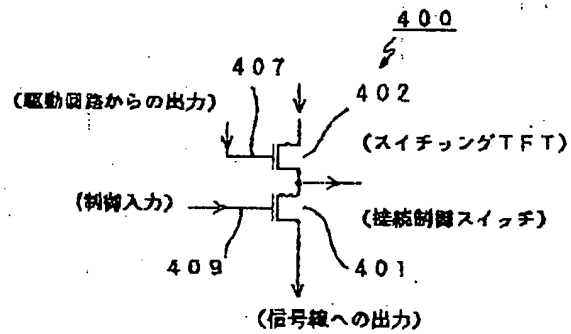 400
407
402
(駆動回路からの出力)
(スイチッングTFT)
(制御入力)
(接続制御スイッチ)
409
401
(信号線への出力)